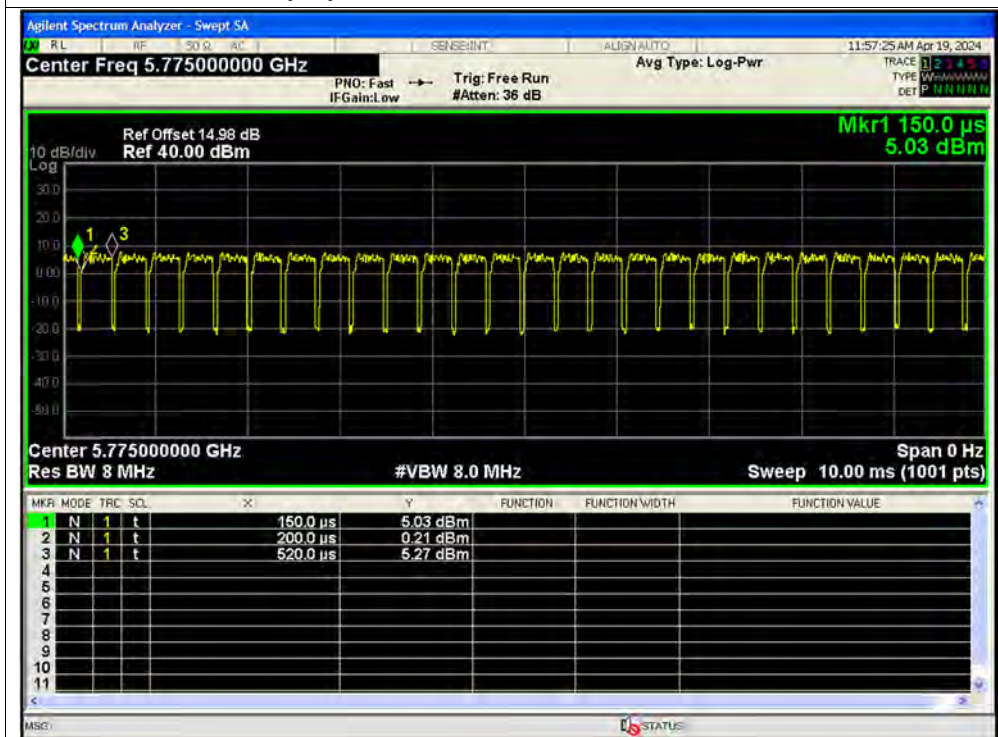 Agilent Spectrum Analyzer - Swept SA
RL RF 50 Ω AC SENSE:INT ALIGN AUTO 11:57:25 AM Apr 19, 2024
Center Freq 5.775000000 GHz Avg Type: Log-Pwr TRACE 1 2 3 4 5 6
PNO: Fast Trig: Free Run TYPE
IFGain:Low #Atten: 36 dB DET P N N N N N
Mkr1 150.0 µs
5.03 dBm
Ref Offset 14.98 dB
10 dB/div Ref 40.00 dBm
Log
30.0
20.0
1 3
10.0
0.00
-10.0
-20.0
-30.0
-40.0
-50.0
Center 5.775000000 GHz Span 0 Hz
Res BW 8 MHz #VBW 8.0 MHz Sweep 10.00 ms (1001 pts)
MKR MODE TRC SCL X Y FUNCTION FUNCTION WIDTH FUNCTION VALUE
1 N 1 t 150.0 µs 5.03 dBm
2 N 1 t 200.0 µs 0.21 dBm
3 N 1 t 520.0 µs 5.27 dBm
4
5
6
7
8
9
10
11
MSG STATUS